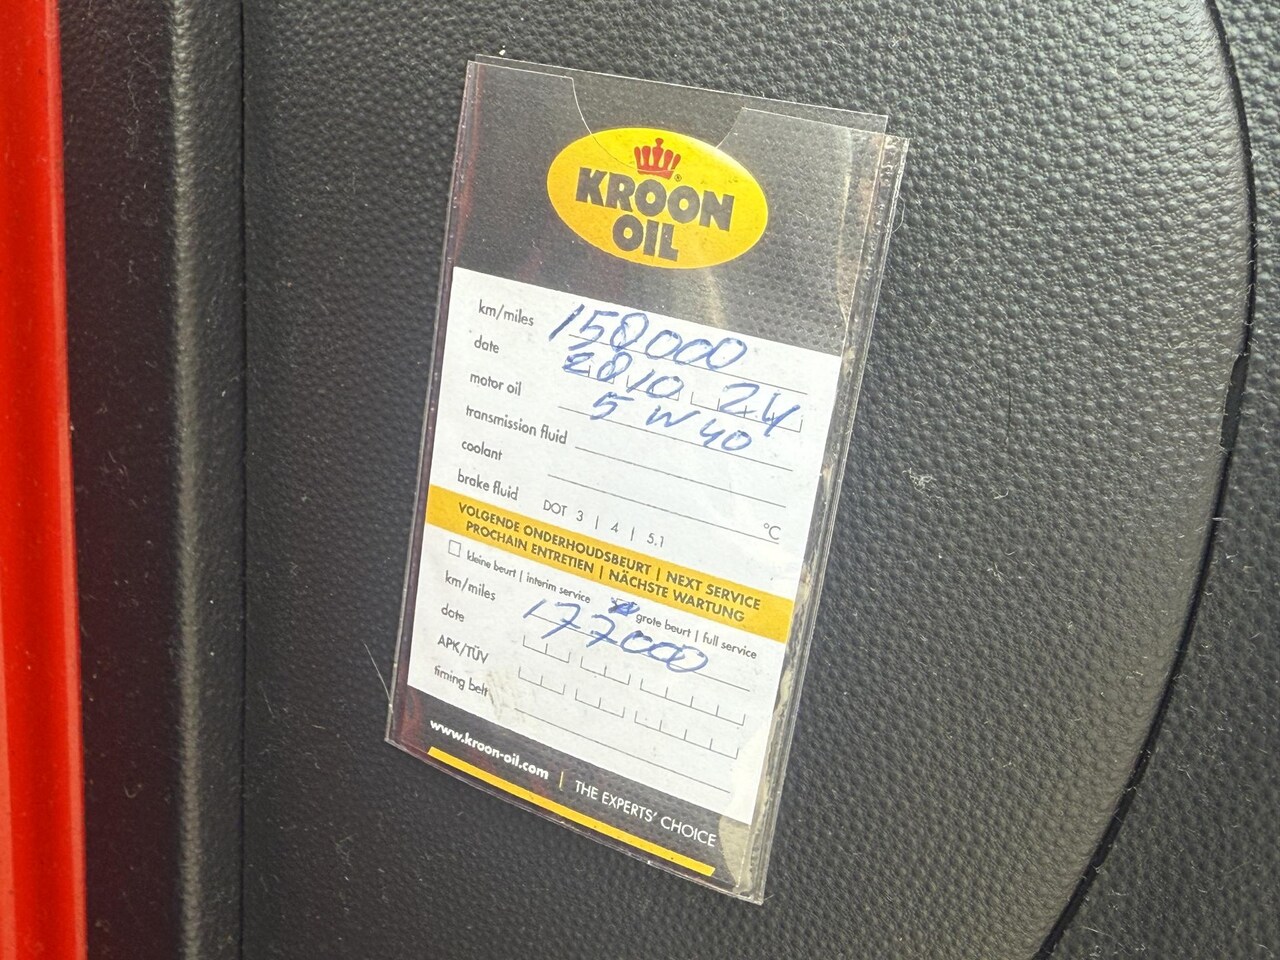 KROON
OIL
km/miles 158000
date 28 10 24
motor oil 5 W 40
transmission fluid
coolant °C
brake fluid DOT 3 | 4 | 5.1
VOLGENDE ONDERHOUDSBEURT | NEXT SERVICE
PROCHAIN ENTRETIEN | NÄCHSTE WARTUNG
kleine beurt | interim service grote beurt | full service
km/miles 177000
date
APK/TÜV
timing belt
www.kroon-oil.com | THE EXPERTS' CHOICE